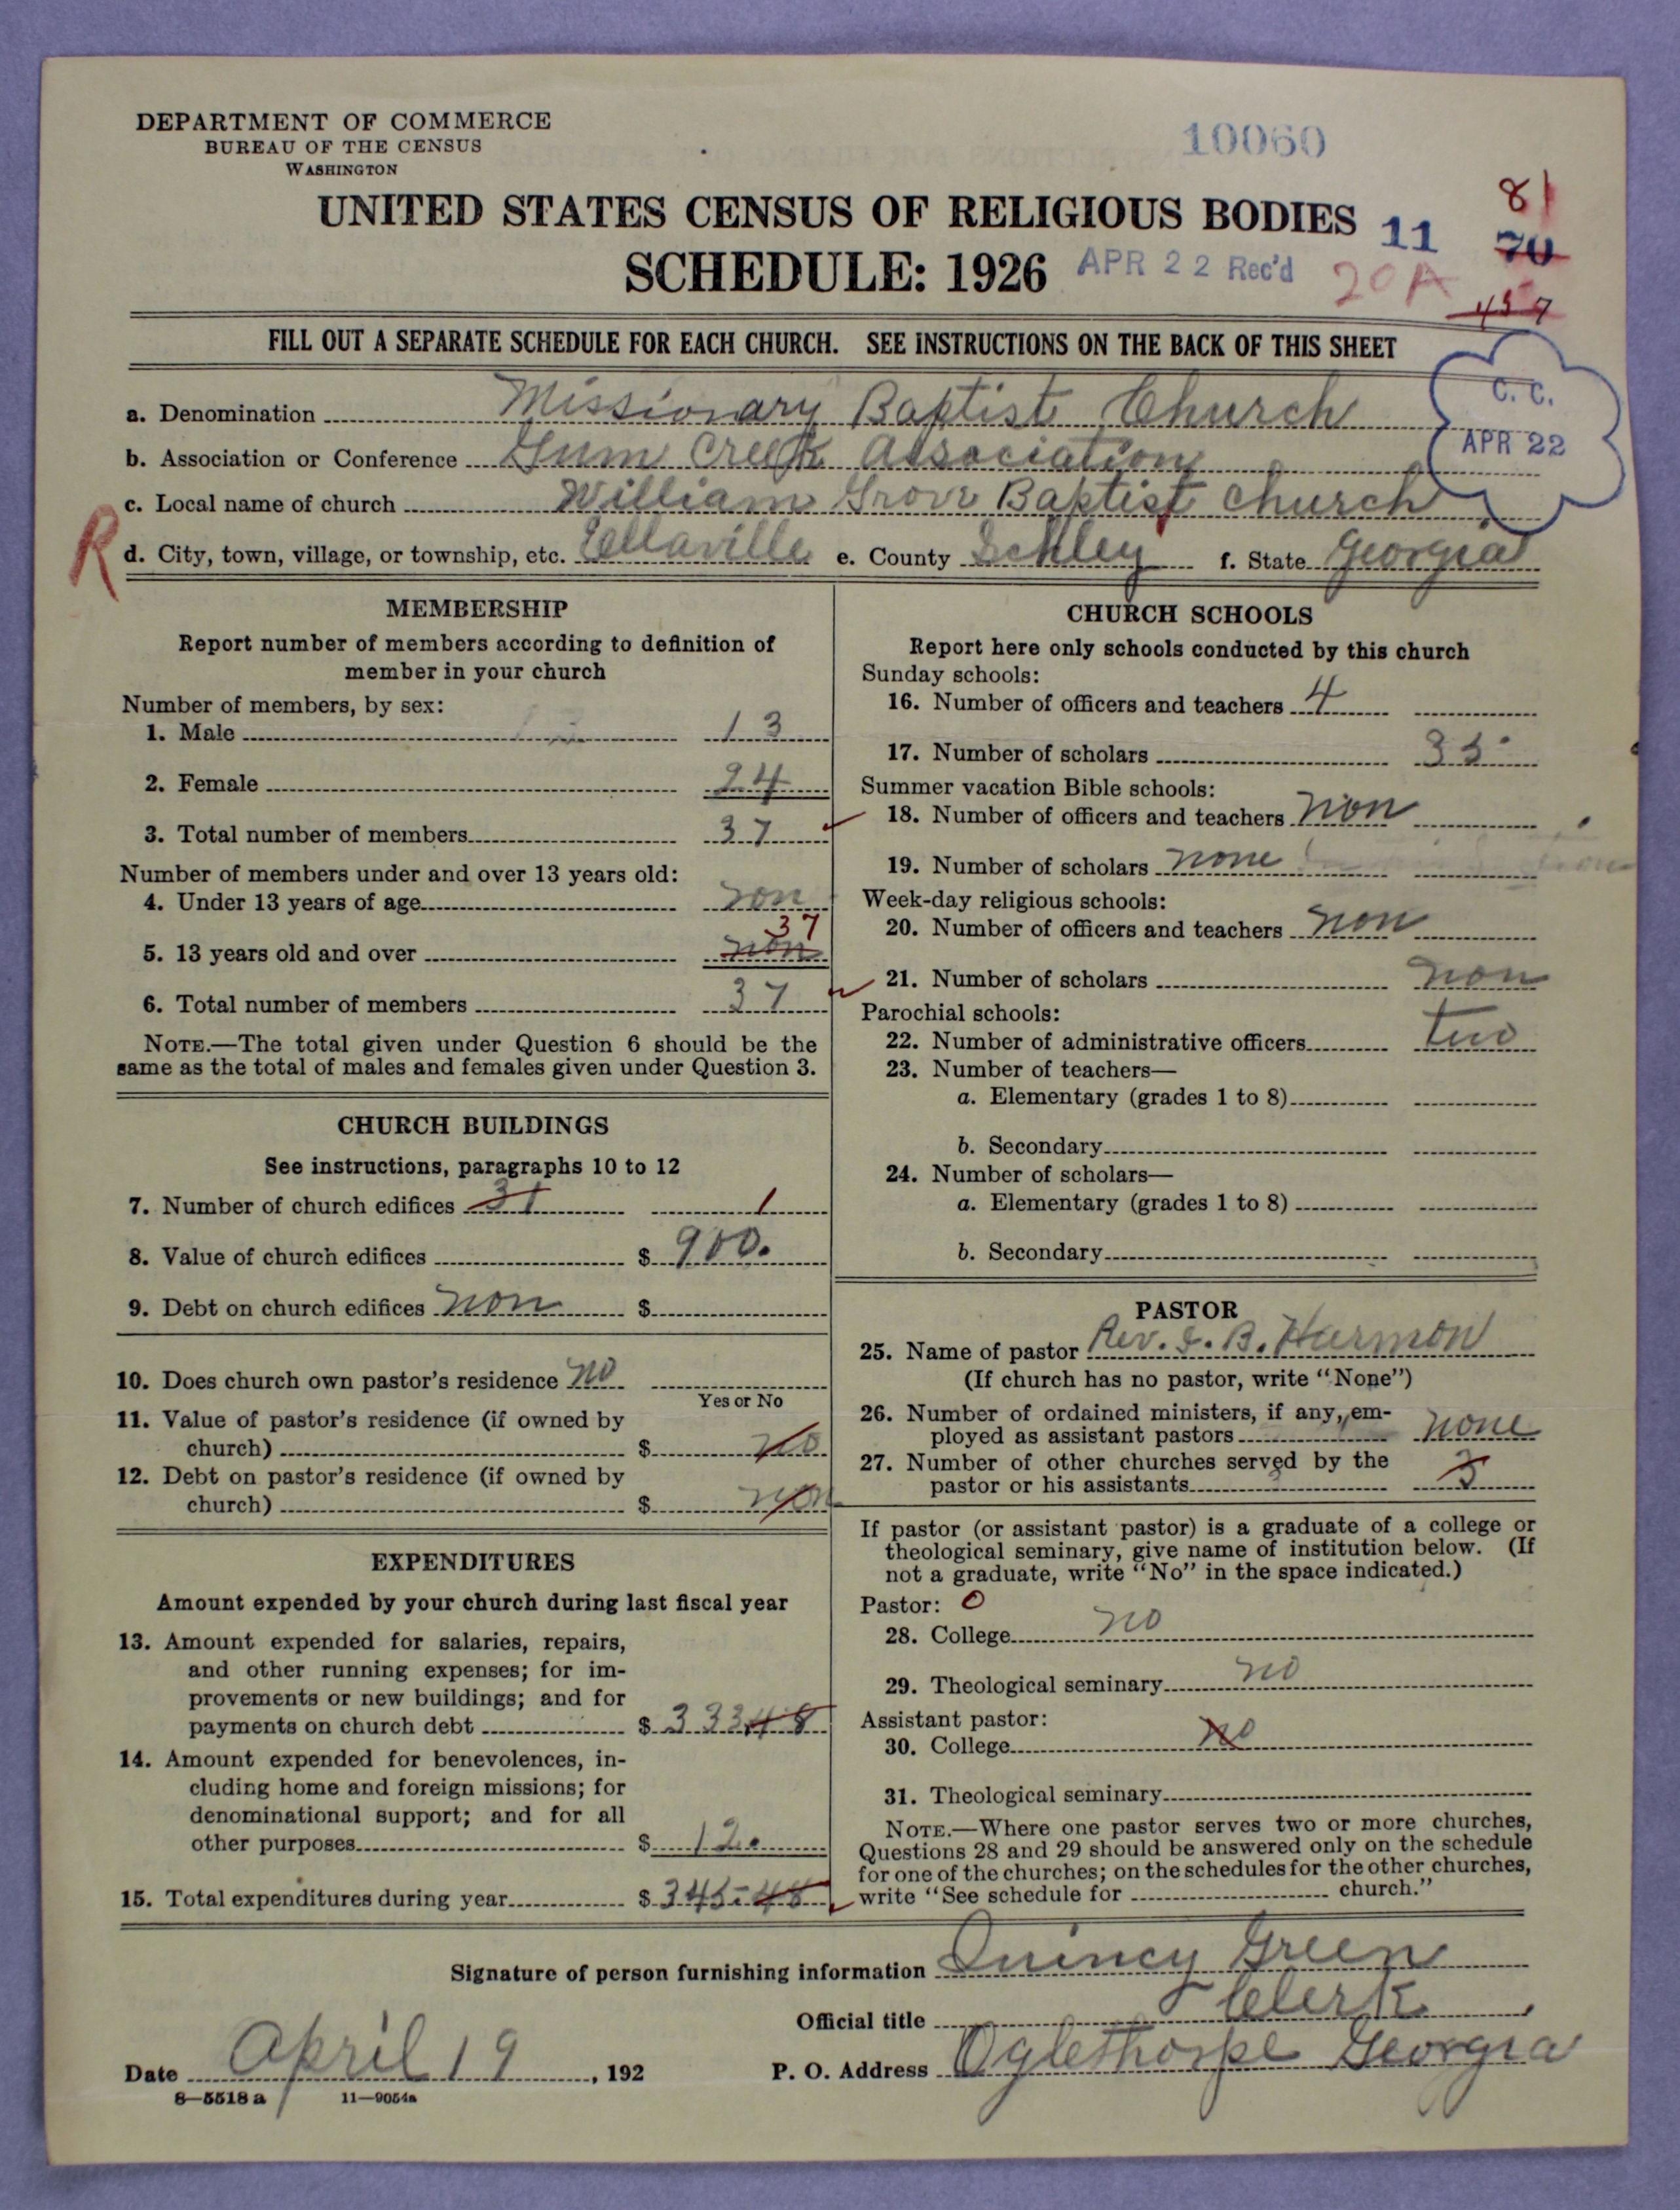 DEPARTMENT OF COMMERCE
BUREAU OF THE CENSUS
WASHINGTON
10060
UNITED STATES CENSUS OF RELIGIOUS BODIES
11
81
70
SCHEDULE: 1926
APR 22 Rec'd
20A
457
FILL OUT A SEPARATE SCHEDULE FOR EACH CHURCH. SEE INSTRUCTIONS ON THE BACK OF THIS SHEET
C. C.
APR 22
a. Denomination Missionary Baptist Church
b. Association or Conference Gum Creek Association
c. Local name of church William Grove Baptist church
R
d. City, town, village, or township, etc. Ellaville e. County Schley f. State Georgia
MEMBERSHIP
Report number of members according to definition of
member in your church
Number of members, by sex:
1. Male 13
2. Female 24
3. Total number of members 37
Number of members under and over 13 years old:
4. Under 13 years of age non
37
5. 13 years old and over non
6. Total number of members 37
NOTE.—The total given under Question 6 should be the
same as the total of males and females given under Question 3.
CHURCH BUILDINGS
See instructions, paragraphs 10 to 12
7. Number of church edifices 31 1
8. Value of church edifices $ 900.
9. Debt on church edifices non $
10. Does church own pastor's residence no
Yes or No
11. Value of pastor's residence (if owned by
church) $ no
12. Debt on pastor's residence (if owned by
church) $ non
EXPENDITURES
Amount expended by your church during last fiscal year
13. Amount expended for salaries, repairs,
and other running expenses; for im-
provements or new buildings; and for
payments on church debt $ 333.48
14. Amount expended for benevolences, in-
cluding home and foreign missions; for
denominational support; and for all
other purposes $ 12.
15. Total expenditures during year $ 345.48
CHURCH SCHOOLS
Report here only schools conducted by this church
Sunday schools:
16. Number of officers and teachers 4
17. Number of scholars 35
Summer vacation Bible schools:
18. Number of officers and teachers non
19. Number of scholars none
Week-day religious schools:
20. Number of officers and teachers non
21. Number of scholars non
Parochial schools:
22. Number of administrative officers two
23. Number of teachers—
a. Elementary (grades 1 to 8)
b. Secondary
24. Number of scholars—
a. Elementary (grades 1 to 8)
b. Secondary
PASTOR
25. Name of pastor Rev. J. B. Harmon
(If church has no pastor, write "None")
26. Number of ordained ministers, if any, em-
ployed as assistant pastors none
27. Number of other churches served by the
pastor or his assistants 3
If pastor (or assistant pastor) is a graduate of a college or
theological seminary, give name of institution below. (If
not a graduate, write "No" in the space indicated.)
Pastor: 0
28. College no
29. Theological seminary no
Assistant pastor:
30. College no
31. Theological seminary
NOTE.—Where one pastor serves two or more churches,
Questions 28 and 29 should be answered only on the schedule
for one of the churches; on the schedules for the other churches,
write "See schedule for church."
Signature of person furnishing information Quincy Green
Official title Clerk
Date April 19, 192
P. O. Address Oglethorpe Georgia
8—5518 a 11—9054a